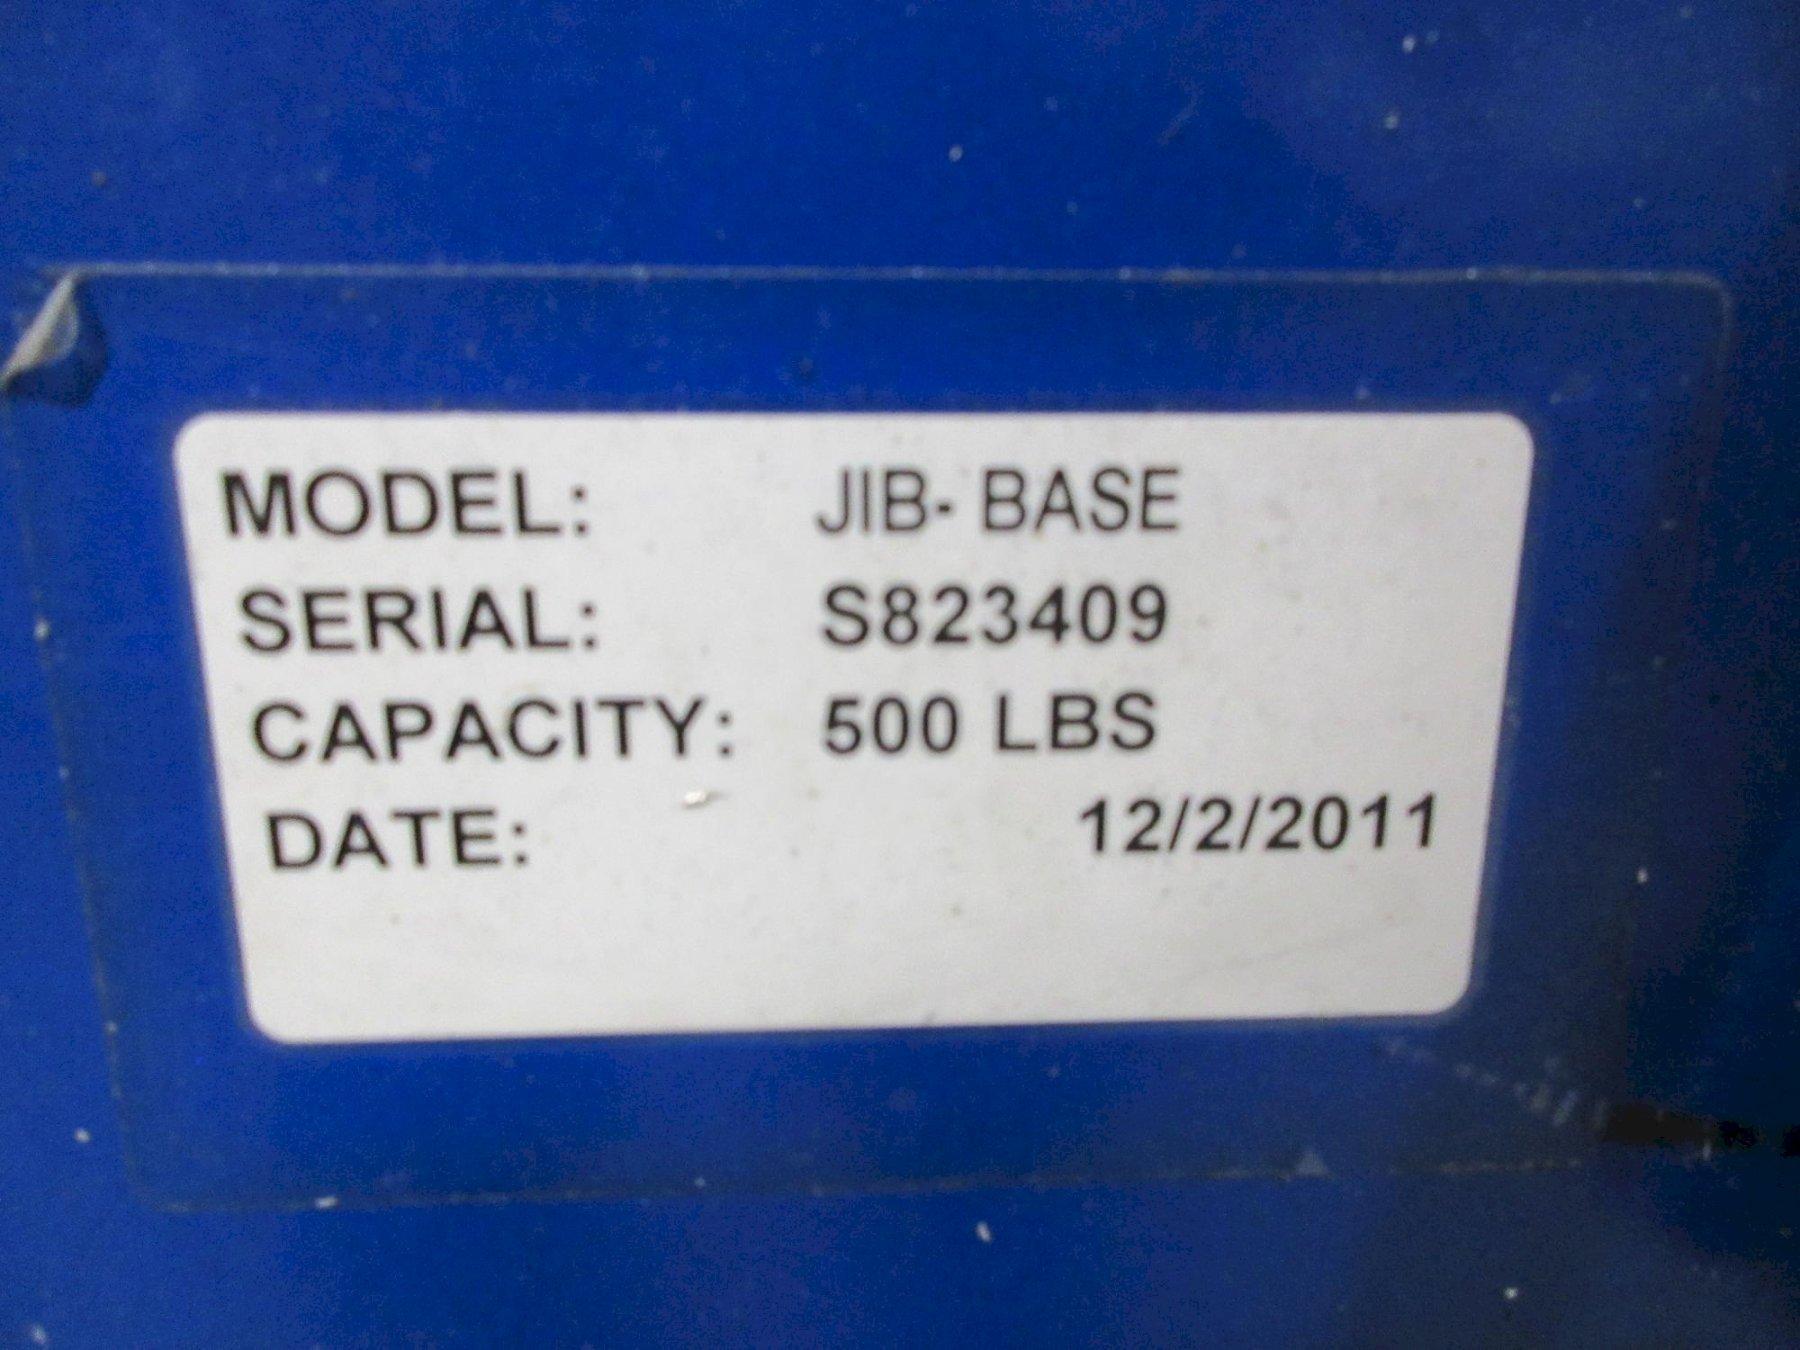 MODEL: JIB- BASE
SERIAL: S823409
CAPACITY: 500 LBS
DATE: 12/2/2011